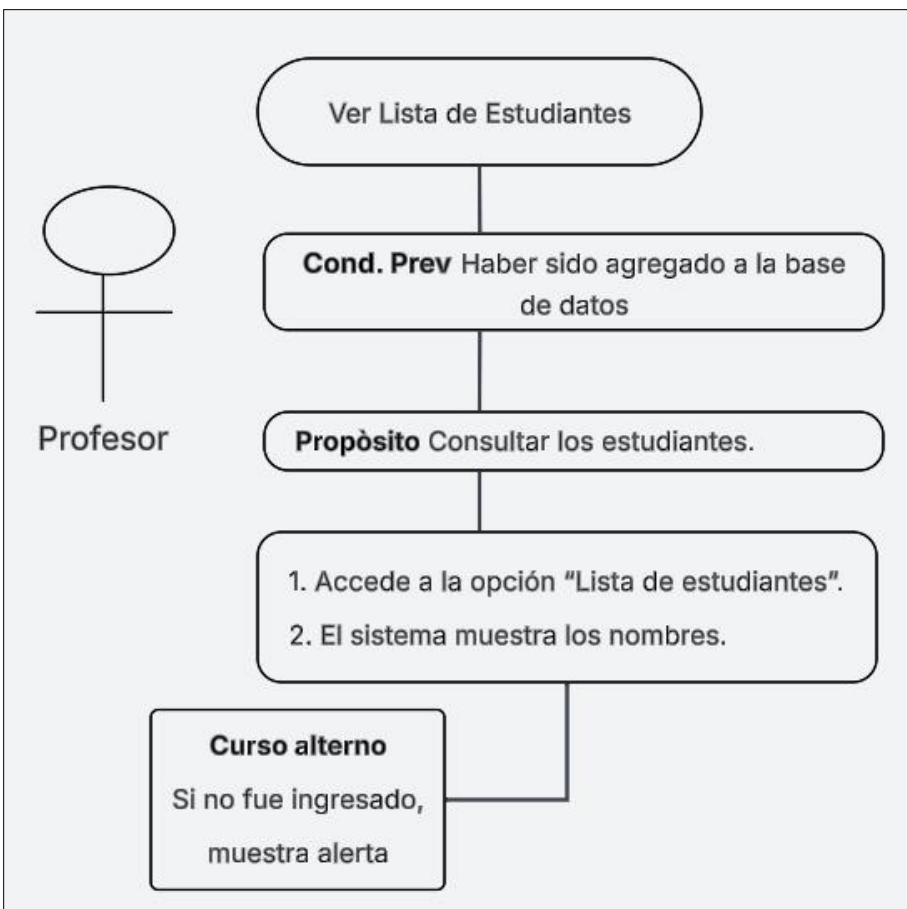 Ver Lista de Estudiantes
Cond. Prev Haber sido agregado a la base
de datos
Profesor
Propòsito Consultar los estudiantes.
1. Accede a la opción “Lista de estudiantes”.
2. El sistema muestra los nombres.
Curso alterno
Si no fue ingresado,
muestra alerta